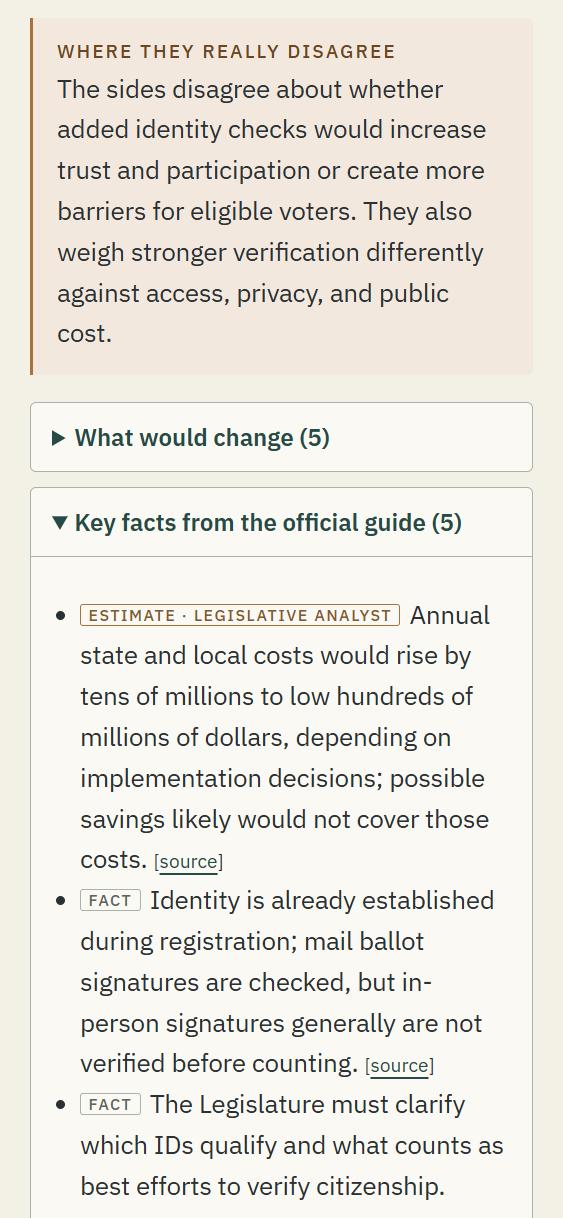 WHERE THEY REALLY DISAGREE
The sides disagree about whether
added identity checks would increase
trust and participation or create more
barriers for eligible voters. They also
weigh stronger verification differently
against access, privacy, and public
cost.
▶ What would change (5)
▼ Key facts from the official guide (5)
• ESTIMATE · LEGISLATIVE ANALYST Annual
state and local costs would rise by
tens of millions to low hundreds of
millions of dollars, depending on
implementation decisions; possible
savings likely would not cover those
costs. [source]
• FACT Identity is already established
during registration; mail ballot
signatures are checked, but in-
person signatures generally are not
verified before counting. [source]
• FACT The Legislature must clarify
which IDs qualify and what counts as
best efforts to verify citizenship.